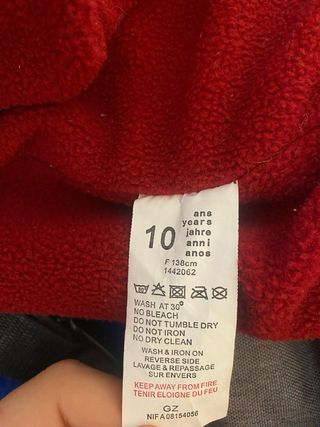 10
ans
years
jahre
anni
anos
F 138cm
1442062
WASH AT 30°
NO BLEACH
DO NOT TUMBLE DRY
DO NOT IRON
NO DRY CLEAN
WASH & IRON ON
REVERSE SIDE
LAVAGE & REPASSAGE
SUR ENVERS
KEEP AWAY FROM FIRE
TENIR ELOIGNE DU FEU
GZ
NIF A08154056